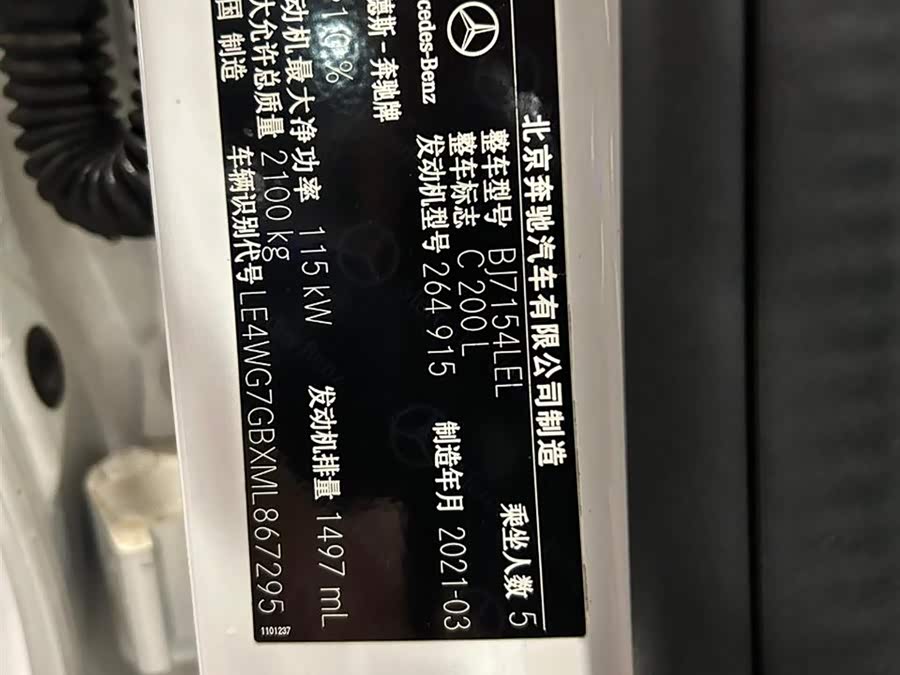 北京奔驰汽车有限公司制造
整车型号 BJ7154LEL 乘坐人数 5
整车标志 C 200 L
发动机型号 264 915 制造年月 2021-03
cedes-Benz
德斯-奔驰牌
动机最大净功率 115 kW 发动机排量 1497 mL
大允许总质量 2100 kg
车辆识别代号 LE4WG7GBXML867295
国 制造
1101237